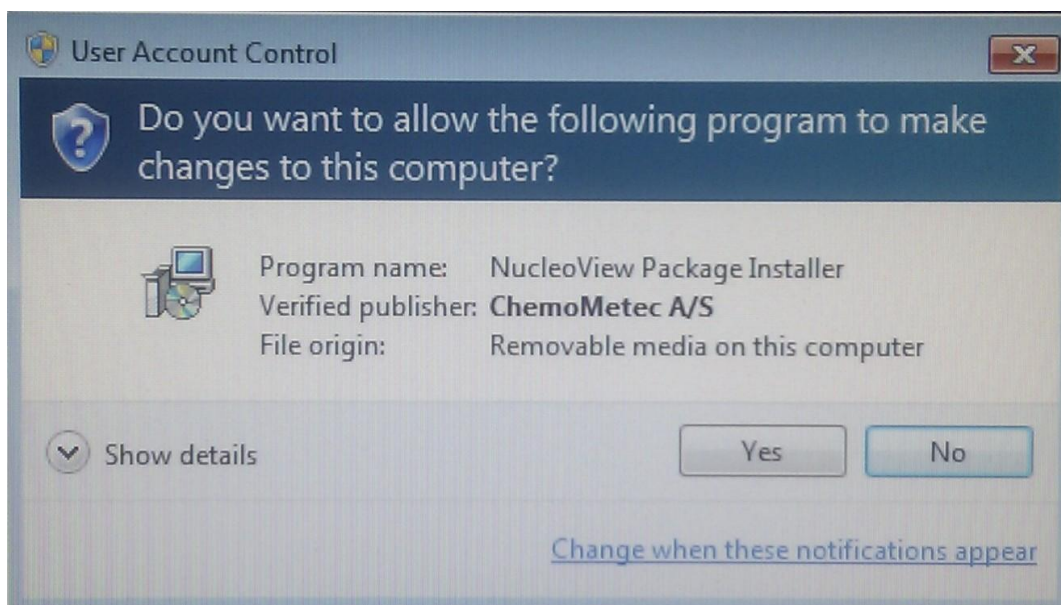 User Account Control
Do you want to allow the following program to make
changes to this computer?
Program name: NucleoView Package Installer
Verified publisher: ChemoMetec A/S
File origin: Removable media on this computer
Show details
Yes No
Change when these notifications appear